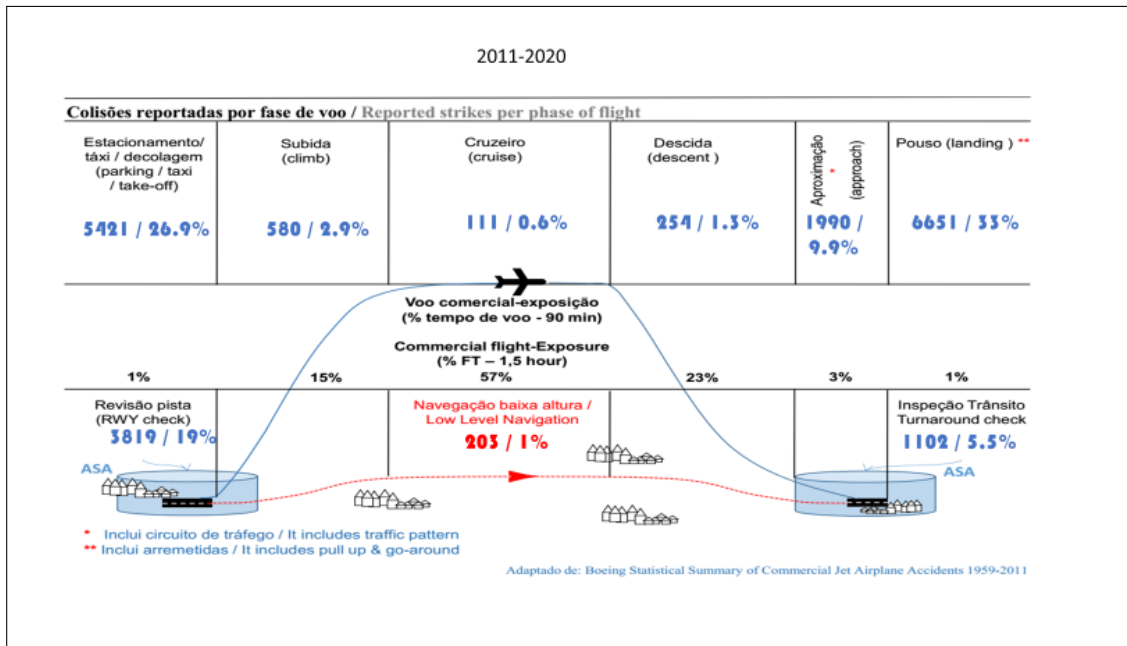 2011-2020
Colisões reportadas por fase de voo / Reported strikes per phase of flight
Estacionamento/
táxi / decolagem
(parking / taxi
/ take-off)
5421 / 26.9%
Subida
(climb)
580 / 2.9%
Cruzeiro
(cruise)
111 / 0.6%
Descida
(descent )
254 / 1.3%
Aproximação
*
(approach)
1990 /
9.9%
Pouso (landing ) **
6651 / 33%
Voo comercial-exposição
(% tempo de voo - 90 min)
Commercial flight-Exposure
(% FT – 1,5 hour)
1%
15%
57%
23%
3%
1%
Revisão pista
(RWY check)
3819 / 19%
Navegação baixa altura /
Low Level Navigation
203 / 1%
Inspeção Trânsito
Turnaround check
1102 / 5.5%
ASA
ASA
* Inclui circuito de tráfego / It includes traffic pattern
** Inclui arremetidas / It includes pull up & go-around
Adaptado de: Boeing Statistical Summary of Commercial Jet Airplane Accidents 1959-2011